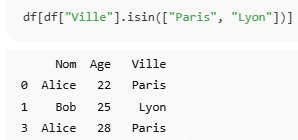 df[df["Ville"].isin(["Paris", "Lyon"])]
Nom Age Ville
0 Alice 22 Paris
1 Bob 25 Lyon
3 Alice 28 Paris